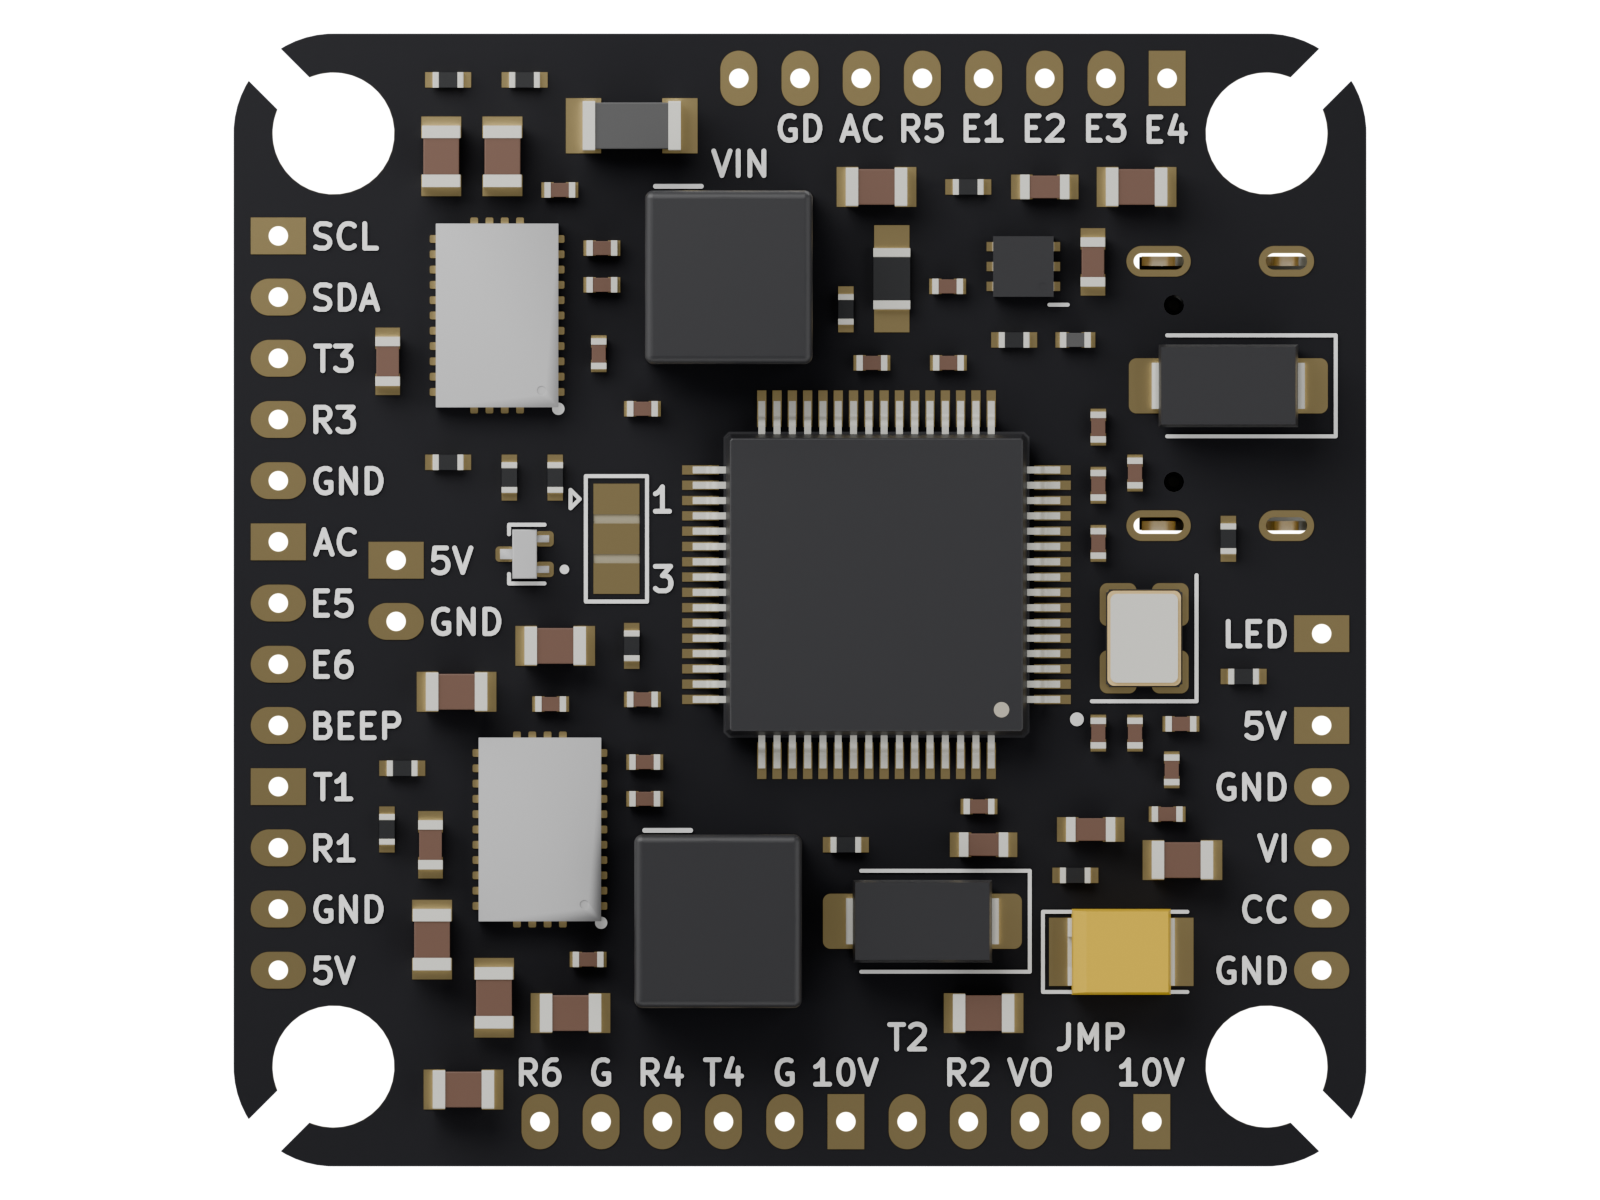 GD AC R5 E1 E2 E3 E4
VIN
SCL
SDA
T3
R3
GND
1
AC
5V
3
E5
GND
E6
LED
BEEP
5V
T1
GND
R1
VI
GND
CC
5V
GND
T2
JMP
R6 G R4 T4 G 10V R2 VO 10V